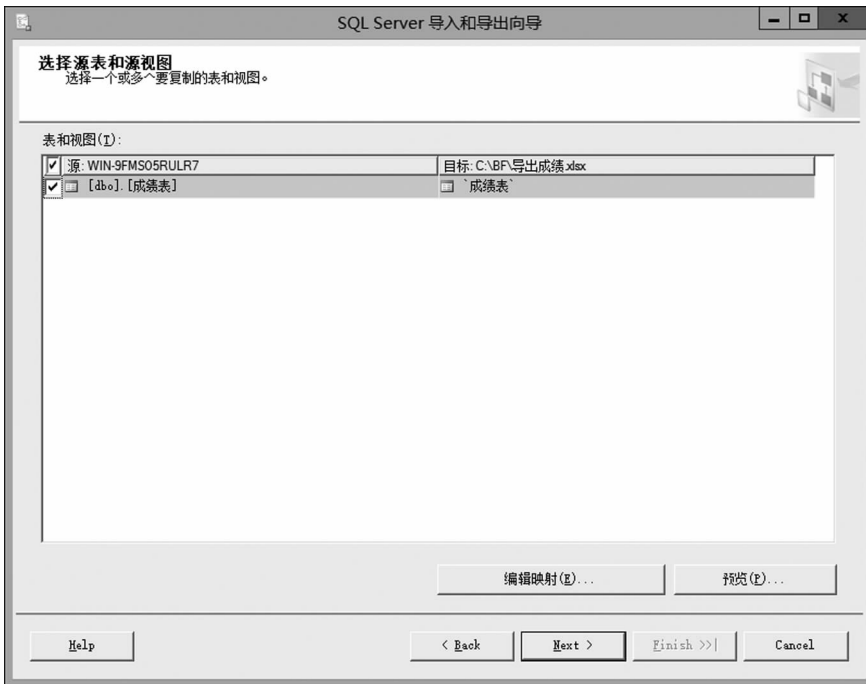 SQL Server 导入和导出向导
选择源表和源视图
选择一个或多个要复制的表和视图。
表和视图(T):
源: WIN-9FMS05RULR7 目标: C:\BF\导出成绩.xlsx
[dbo].[成绩表] `成绩表`
编辑映射(E)... 预览(P)...
Help < Back Next > Finish >>| Cancel